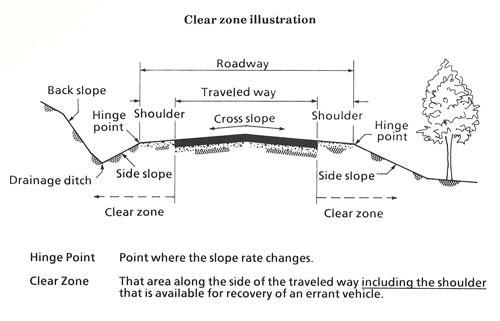 Clear zone illustration
Roadway
Traveled way
Back slope
Hinge
point
Shoulder
Cross slope
Shoulder
Hinge
point
Drainage ditch
Side slope
Side slope
Clear zone
Clear zone
Hinge Point Point where the slope rate changes.
Clear Zone That area along the side of the traveled way including the shoulder
that is available for recovery of an errant vehicle.